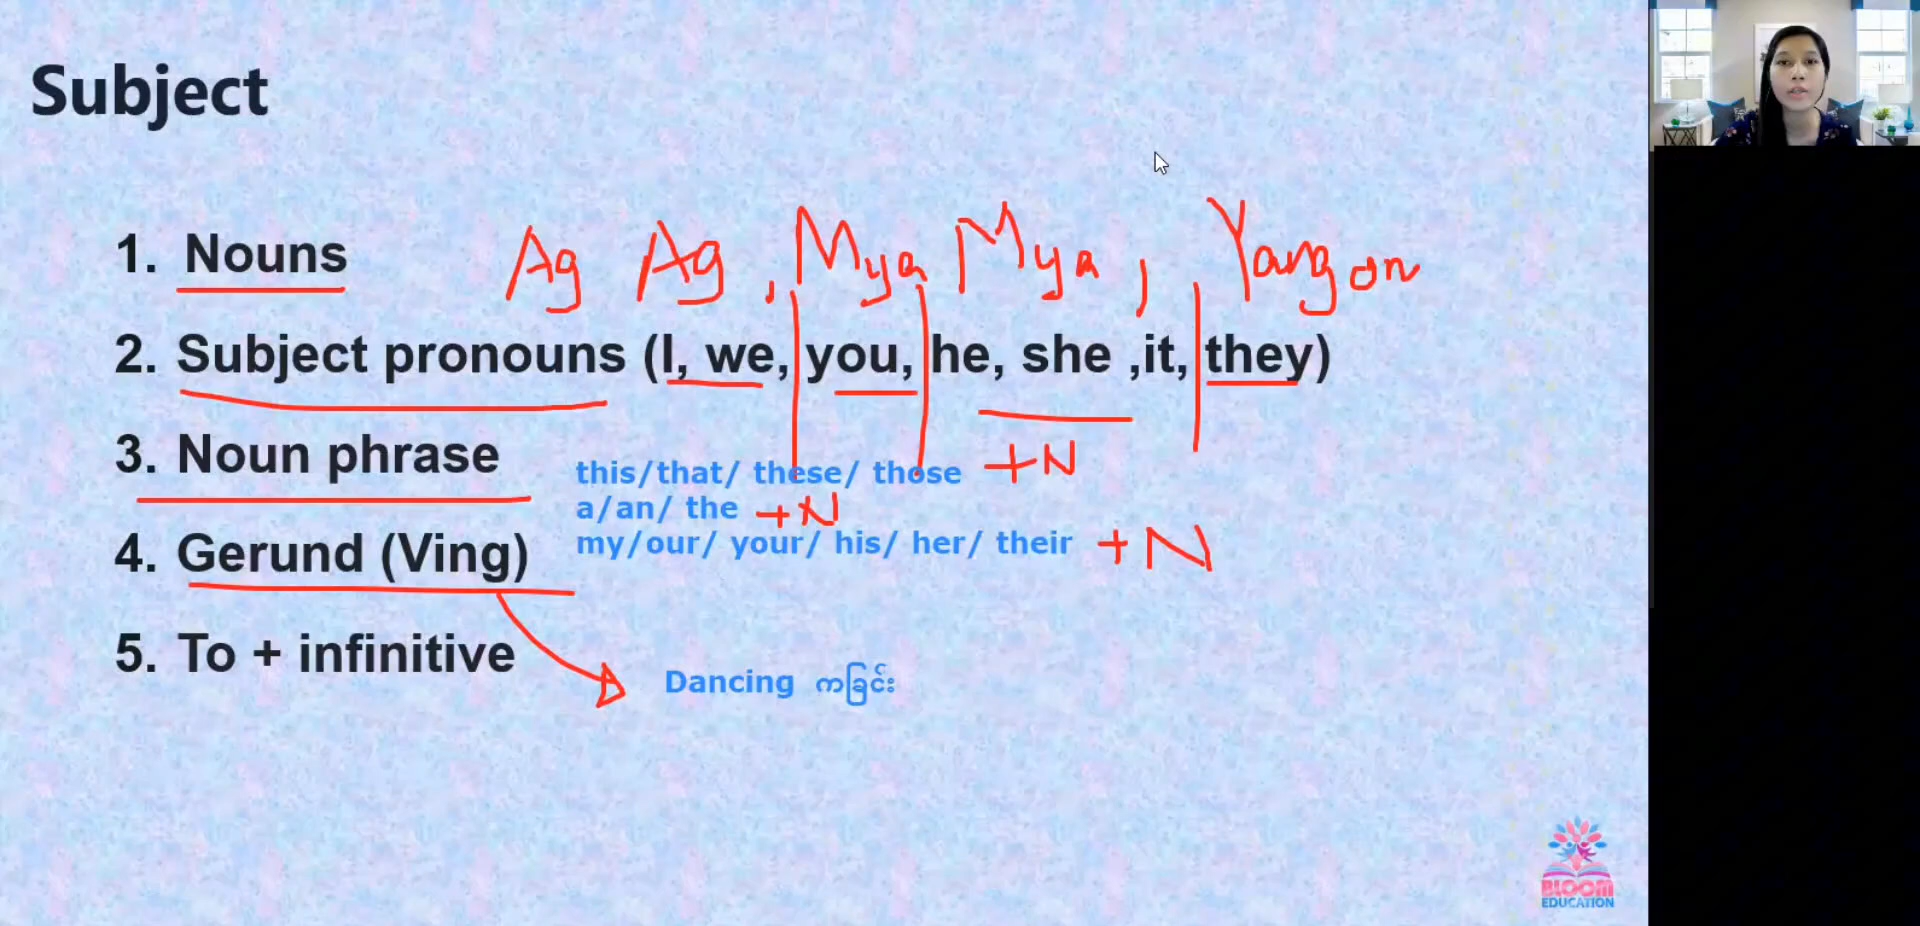 Subject
1. Nouns Ag Ag, Mya Mya, Yangon
2. Subject pronouns (I, we, you, he, she ,it, they)
3. Noun phrase
this/that/ these/ those +N
a/an/ the +N
4. Gerund (Ving)
my/our/ your/ his/ her/ their +N
5. To + infinitive
Dancing ကခြင်း
BLOOM
EDUCATION